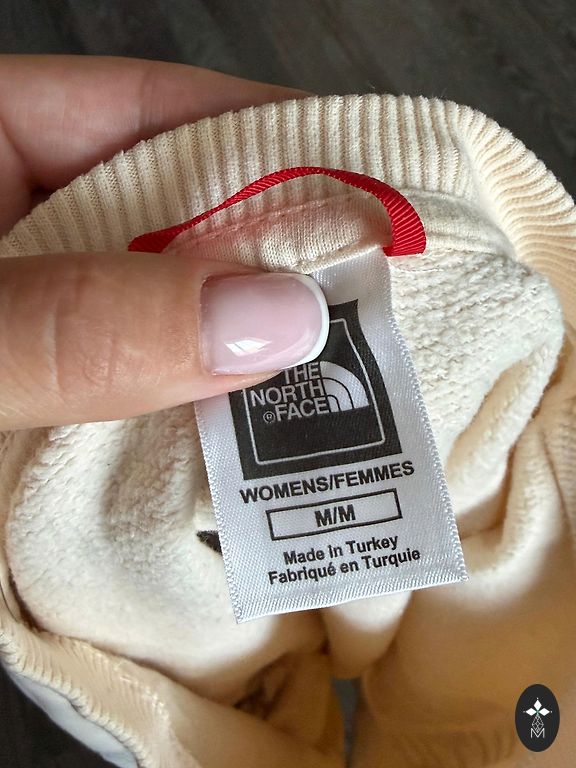 THE
NORTH
®FACE
WOMENS/FEMMES
M/M
Made in Turkey
Fabriqué en Turquie
M